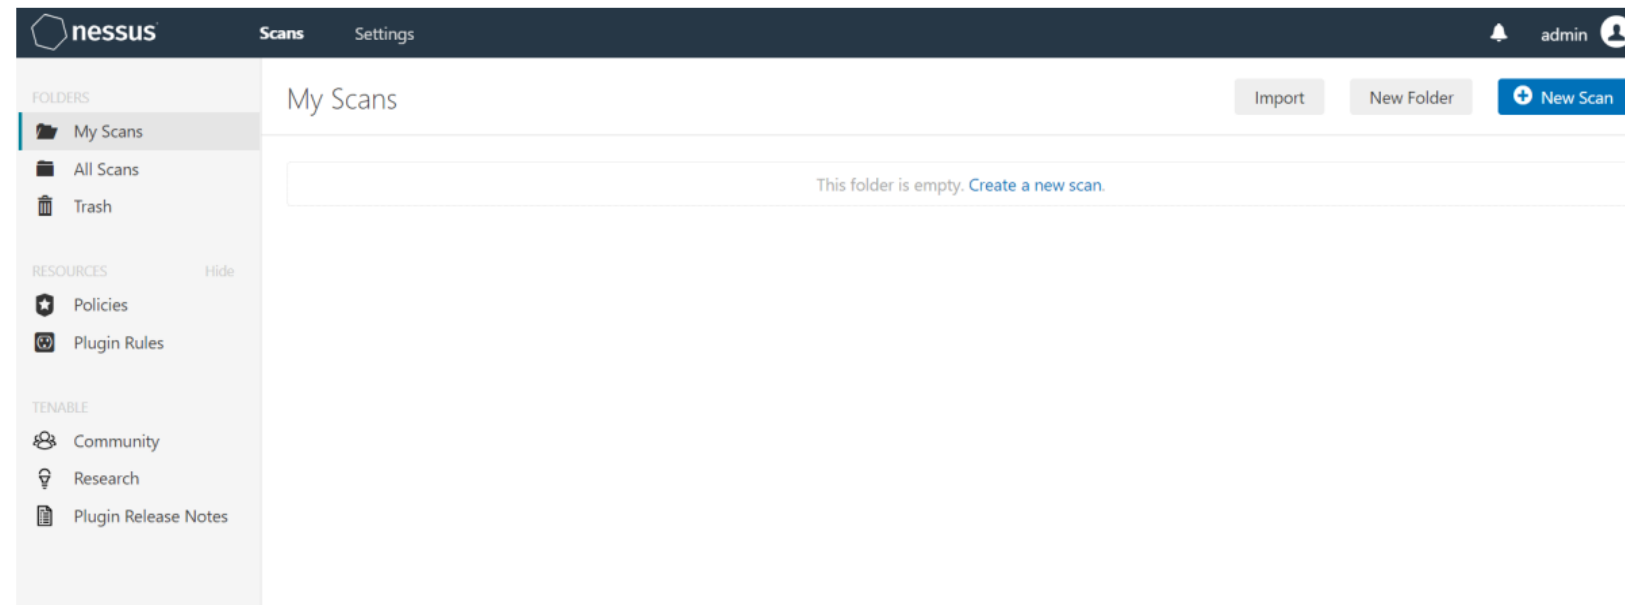 nessus
Scans
Settings
admin
FOLDERS
My Scans
All Scans
Trash
RESOURCES
Hide
Policies
Plugin Rules
TENABLE
Community
Research
Plugin Release Notes
My Scans
Import
New Folder
New Scan
This folder is empty. Create a new scan.